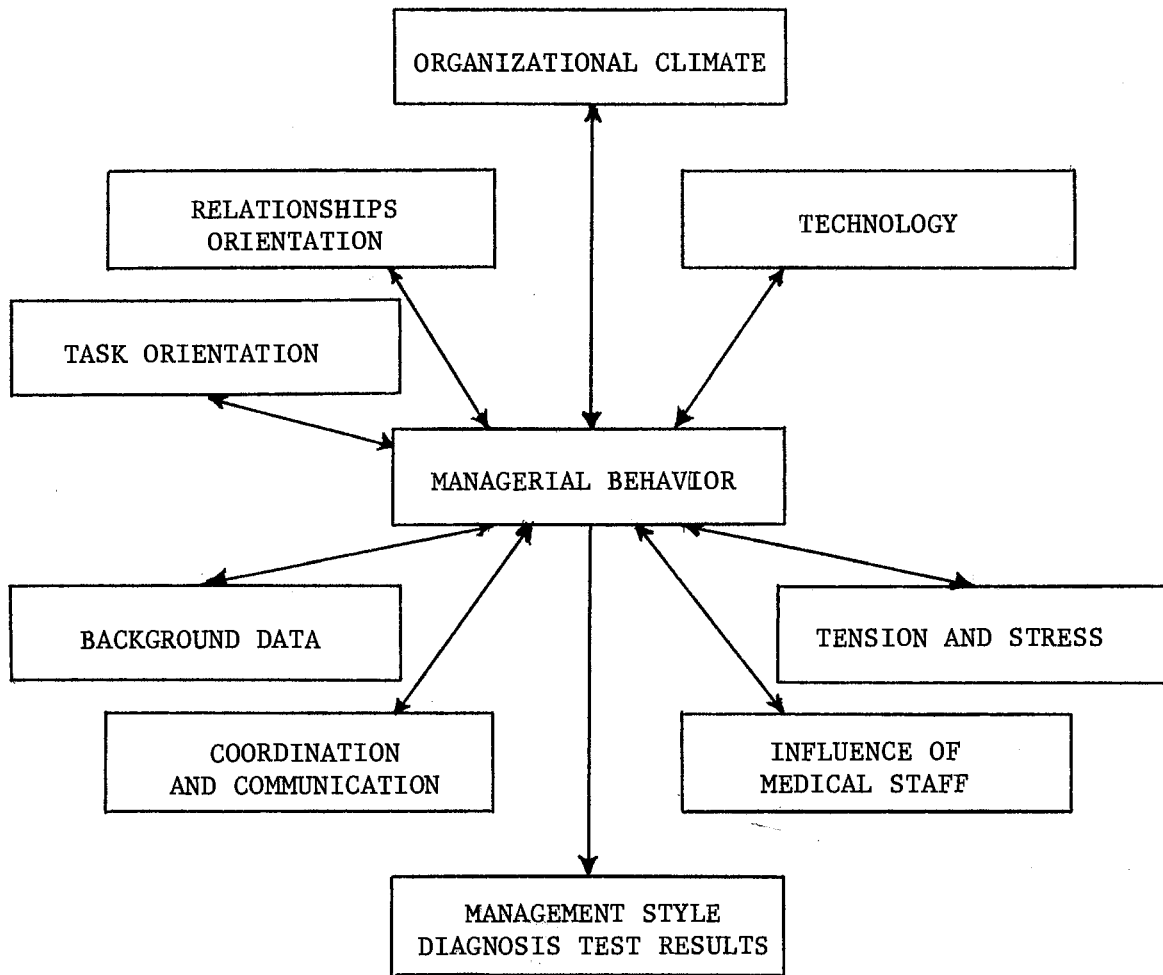 ORGANIZATIONAL CLIMATE
RELATIONSHIPS
ORIENTATION
TECHNOLOGY
TASK ORIENTATION
MANAGERIAL BEHAVIOR
BACKGROUND DATA
TENSION AND STRESS
COORDINATION
AND COMMUNICATION
INFLUENCE OF
MEDICAL STAFF
MANAGEMENT STYLE
DIAGNOSIS TEST RESULTS